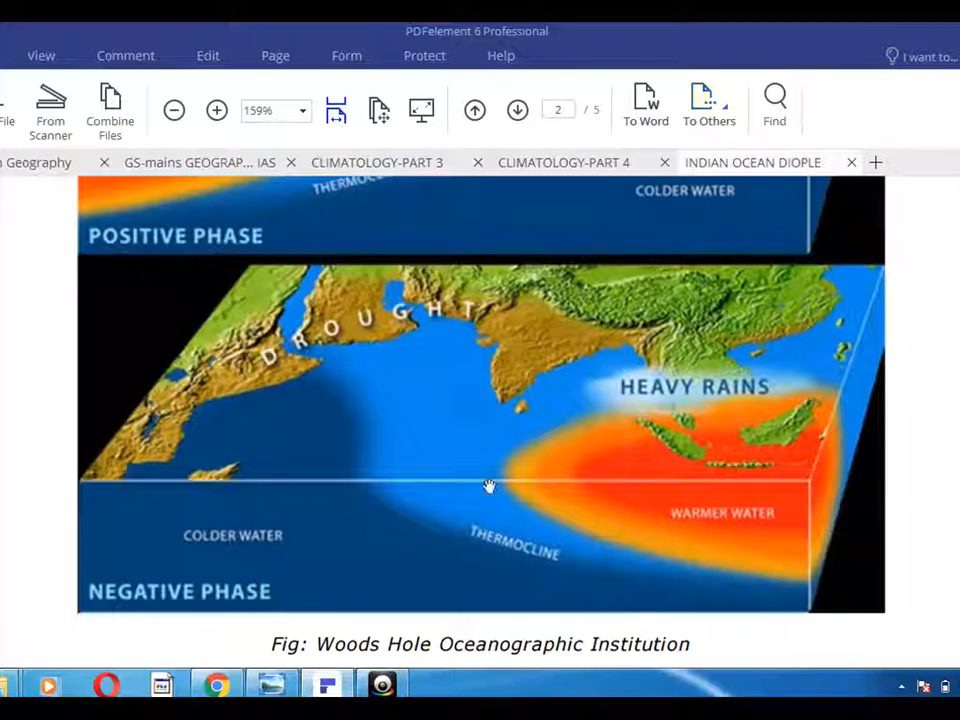 PDFelement 6 Professional
View Comment Edit Page Form Protect Help I want to...
File From Scanner Combine Files 159% 2 / 5 To Word To Others Find
n Geography GS-mains GEOGRAP... IAS CLIMATOLOGY-PART 3 CLIMATOLOGY-PART 4 INDIAN OCEAN DIOPLE
COLDER WATER
POSITIVE PHASE
DROUGHT
HEAVY RAINS
WARMER WATER
COLDER WATER
THERMOCLINE
NEGATIVE PHASE
Fig: Woods Hole Oceanographic Institution